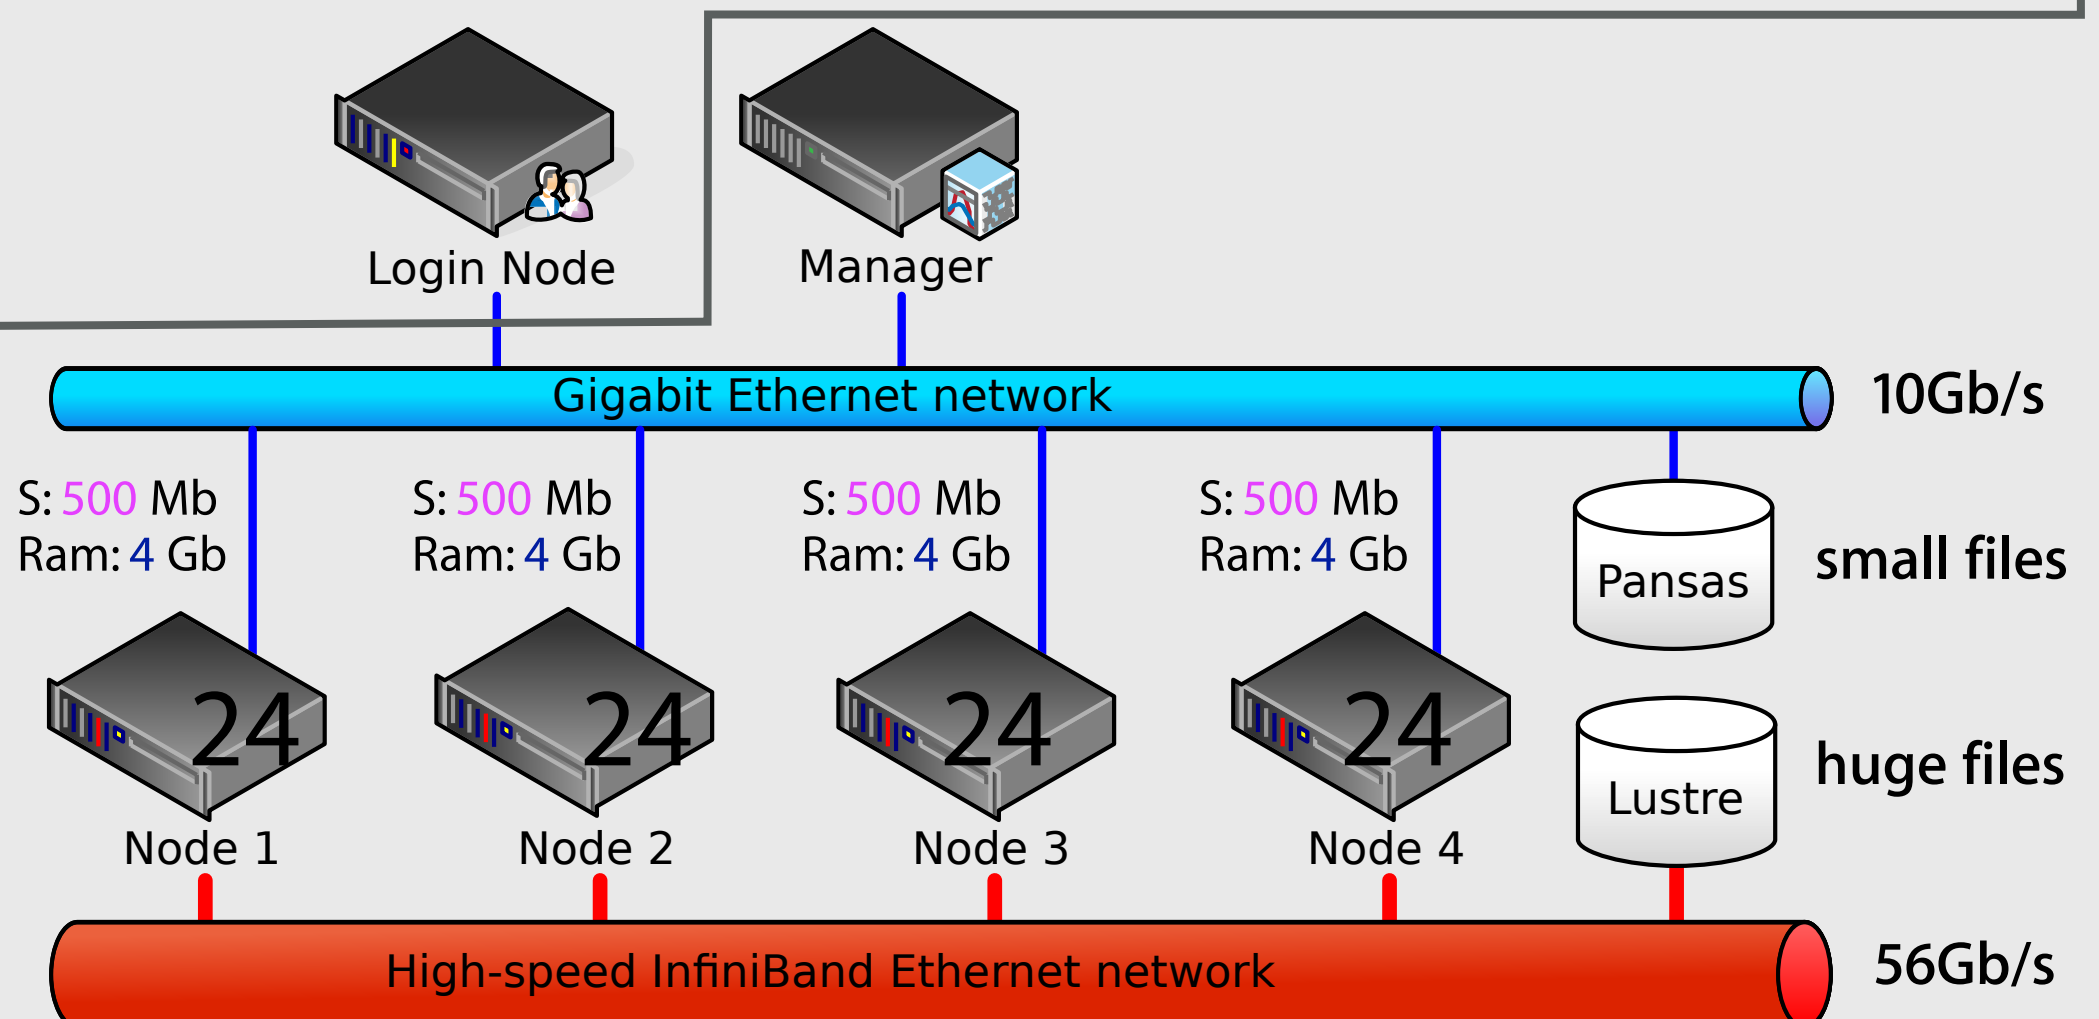 Login Node
Manager
Gigabit Ethernet network
10Gb/s
S: 500 Mb
Ram: 4 Gb
S: 500 Mb
Ram: 4 Gb
S: 500 Mb
Ram: 4 Gb
S: 500 Mb
Ram: 4 Gb
Pansas
small files
24
24
24
24
Lustre
huge files
Node 1
Node 2
Node 3
Node 4
High-speed InfiniBand Ethernet network
56Gb/s